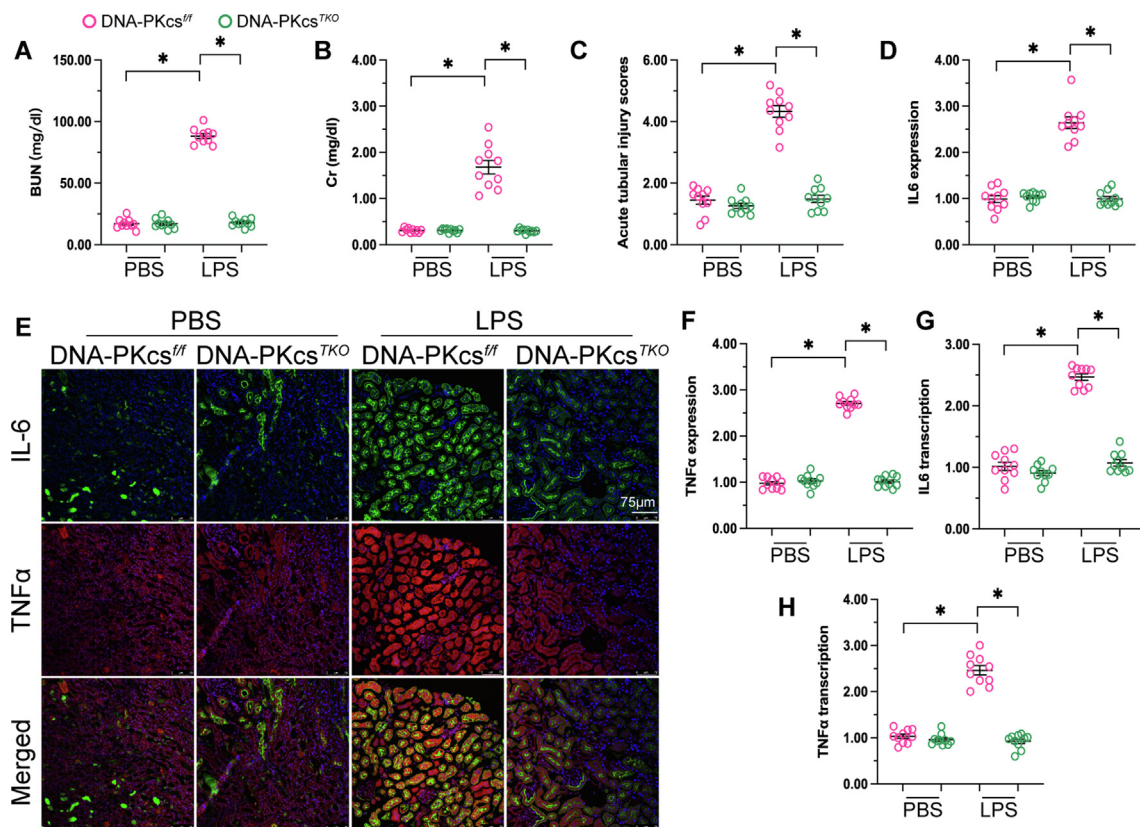 DNA-PKcs^f/f DNA-PKcs^TKO
A
BUN (mg/dl)
150.00
100.00
50.00
0.00
* *
PBS LPS
B
Cr (mg/dl)
4.00
3.00
2.00
1.00
0.00
* *
PBS LPS
C
Acute tubular injury scores
6.00
4.00
2.00
0.00
* *
PBS LPS
D
IL6 expression
4.00
3.00
2.00
1.00
0.00
* *
PBS LPS
E
PBS LPS
DNA-PKcs^f/f DNA-PKcs^TKO DNA-PKcs^f/f DNA-PKcs^TKO
IL-6
75μm
TNFα
Merged
F
TNFα expression
4.00
3.00
2.00
1.00
0.00
* *
PBS LPS
G
IL6 transcription
3.00
2.00
1.00
0.00
* *
PBS LPS
H
TNFα transcription
4.00
3.00
2.00
1.00
0.00
* *
PBS LPS